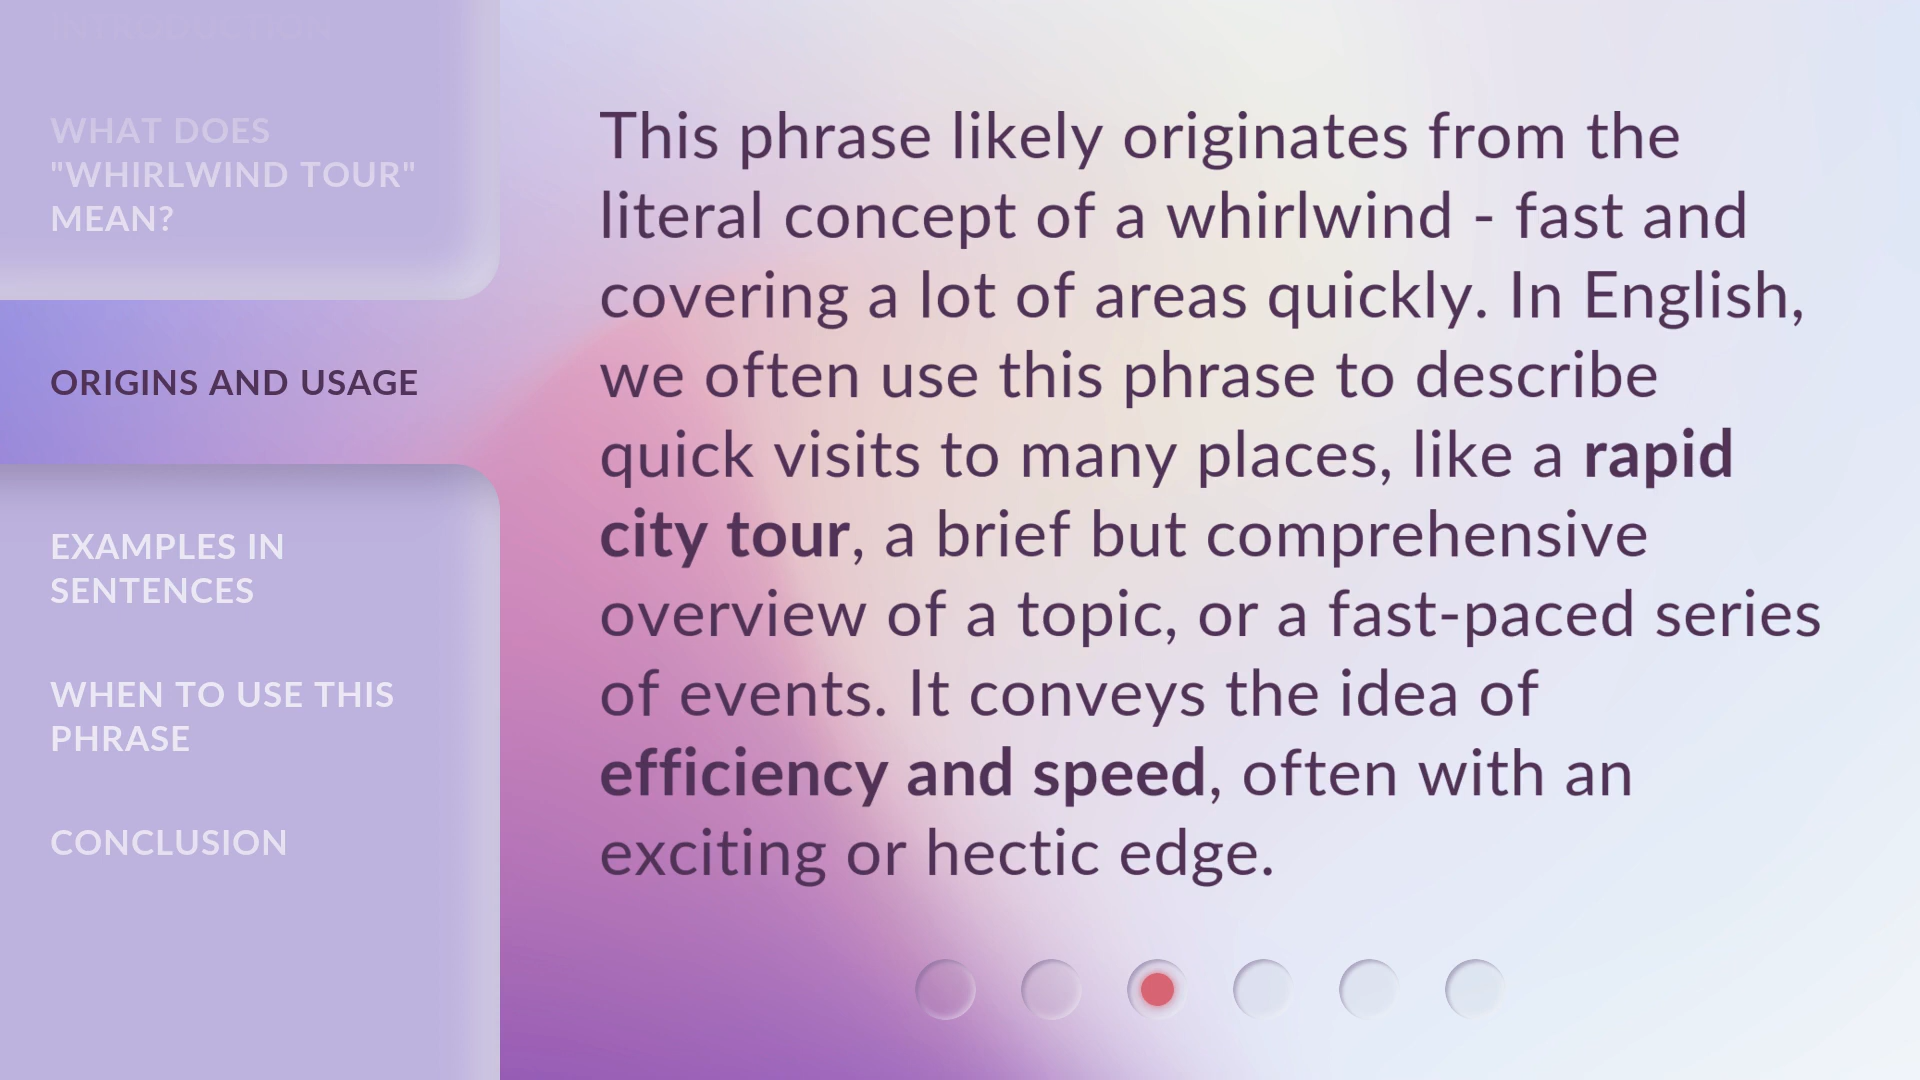 INTRODUCTION
WHAT DOES
"WHIRLWIND TOUR"
MEAN?
ORIGINS AND USAGE
EXAMPLES IN
SENTENCES
WHEN TO USE THIS
PHRASE
CONCLUSION
This phrase likely originates from the
literal concept of a whirlwind - fast and
covering a lot of areas quickly. In English,
we often use this phrase to describe
quick visits to many places, like a rapid
city tour, a brief but comprehensive
overview of a topic, or a fast-paced series
of events. It conveys the idea of
efficiency and speed, often with an
exciting or hectic edge.